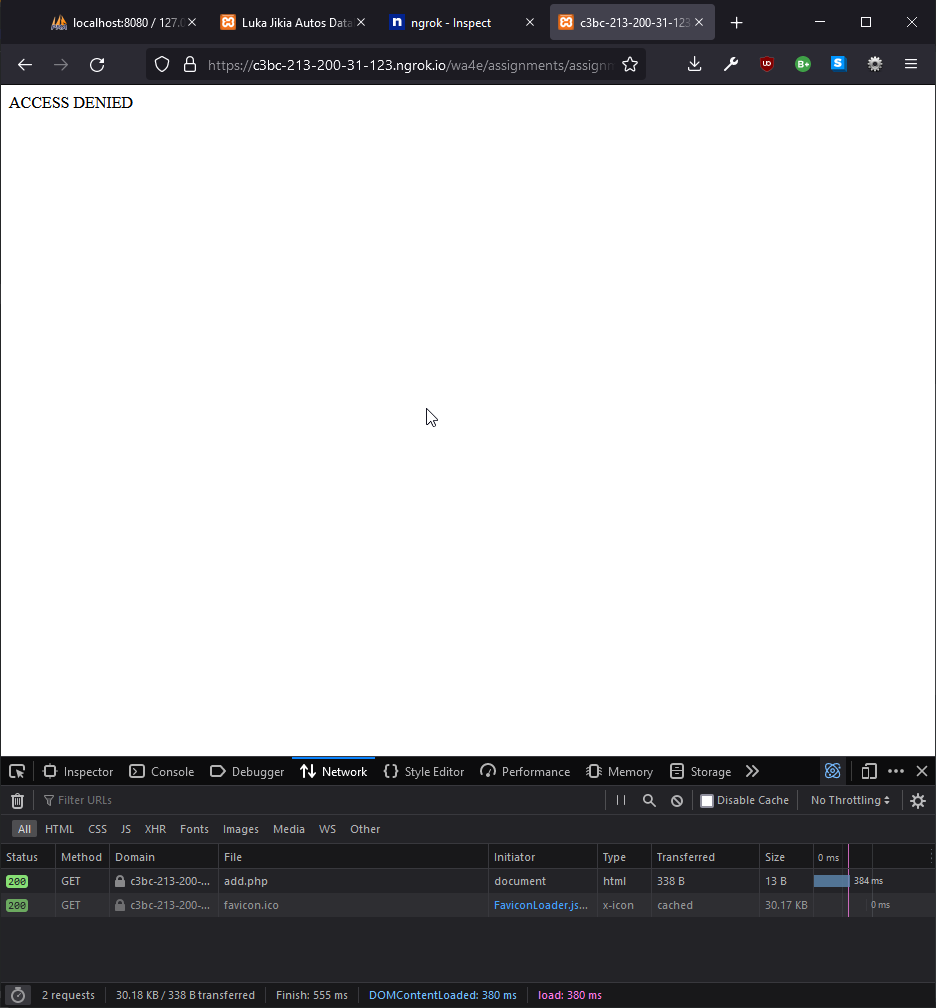 localhost:8080 / 127.0
Luka Jikia Autos Data
ngrok - Inspect
c3bc-213-200-31-123
https://c3bc-213-200-31-123.ngrok.io/wa4e/assignments/assignm
ACCESS DENIED
Inspector
Console
Debugger
Network
Style Editor
Performance
Memory
Storage
Filter URLs
Disable Cache
No Throttling
All
HTML
CSS
JS
XHR
Fonts
Images
Media
WS
Other
Status Method Domain File Initiator Type Transferred Size 0 ms
200 GET c3bc-213-200-... add.php document html 338 B 13 B 384 ms
200 GET c3bc-213-200-... favicon.ico FaviconLoader.js... x-icon cached 30.17 KB 0 ms
2 requests
30.18 KB / 338 B transferred
Finish: 555 ms
DOMContentLoaded: 380 ms
load: 380 ms